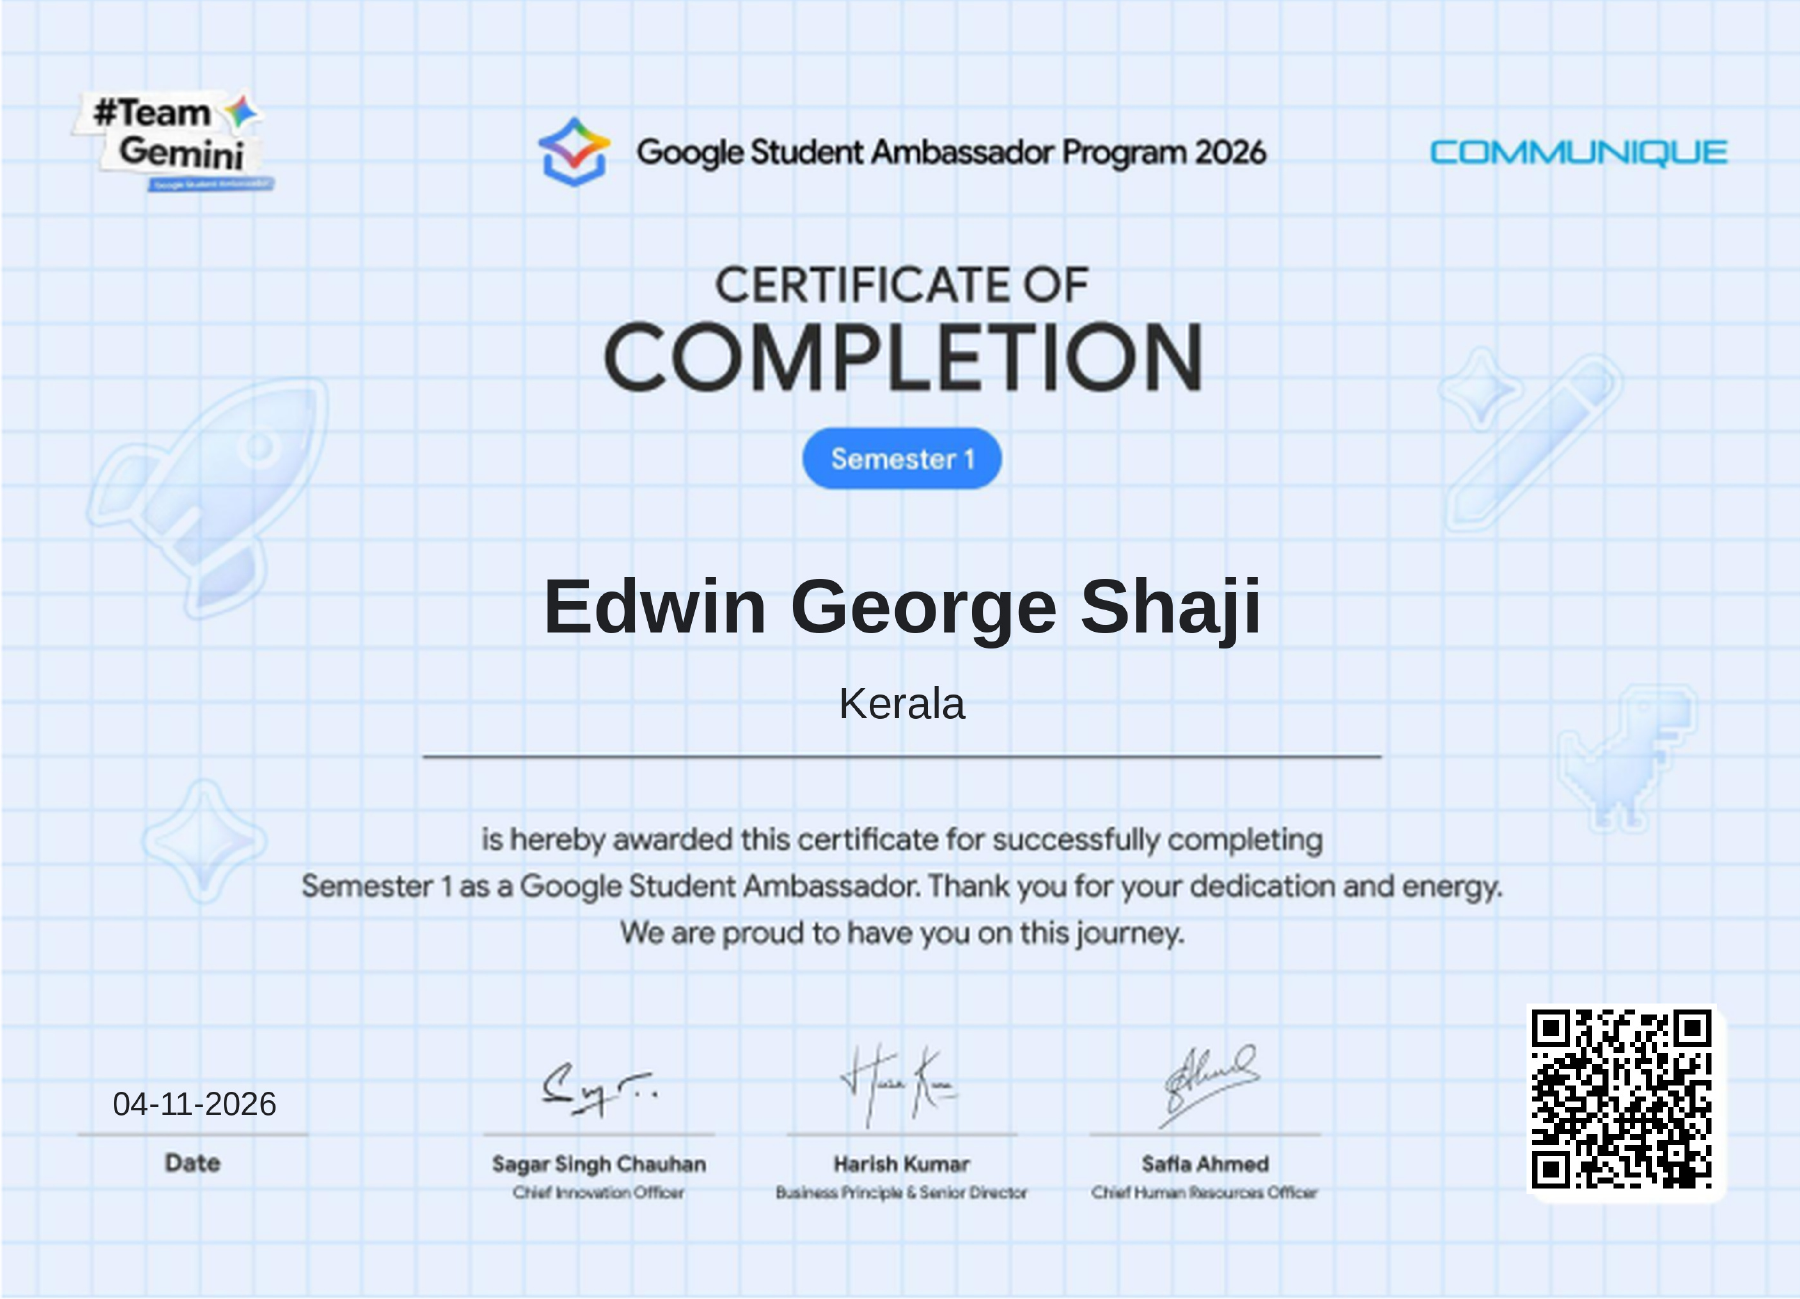 #Team
Gemini
Google Student Ambassador
Google Student Ambassador Program 2026
COMMUNIQUE
CERTIFICATE OF
COMPLETION
Semester 1
Edwin George Shaji
Kerala
is hereby awarded this certificate for successfully completing
Semester 1 as a Google Student Ambassador. Thank you for your dedication and energy.
We are proud to have you on this journey.
04-11-2026
Date
Sagar Singh Chauhan
Chief Innovation Officer
Harish Kumar
Business Principle & Senior Director
Safia Ahmed
Chief Human Resources Officer